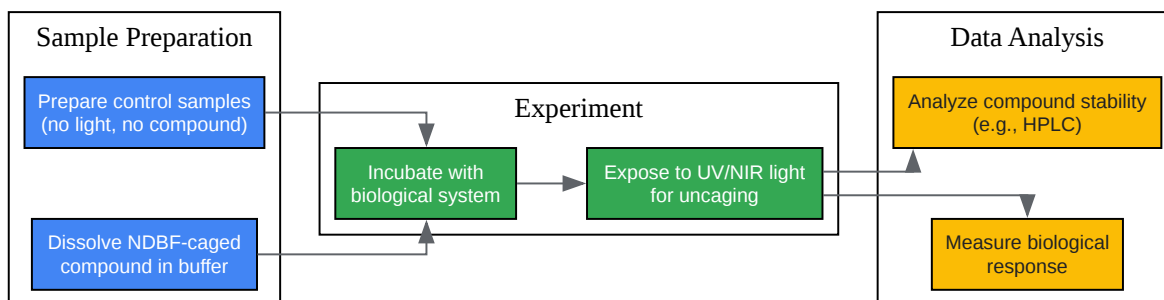 Sample Preparation
Prepare control samples
(no light, no compound)
Dissolve NDBF-caged
compound in buffer
Experiment
Incubate with
biological system
Expose to UV/NIR light
for uncaging
Data Analysis
Analyze compound stability
(e.g., HPLC)
Measure biological
response